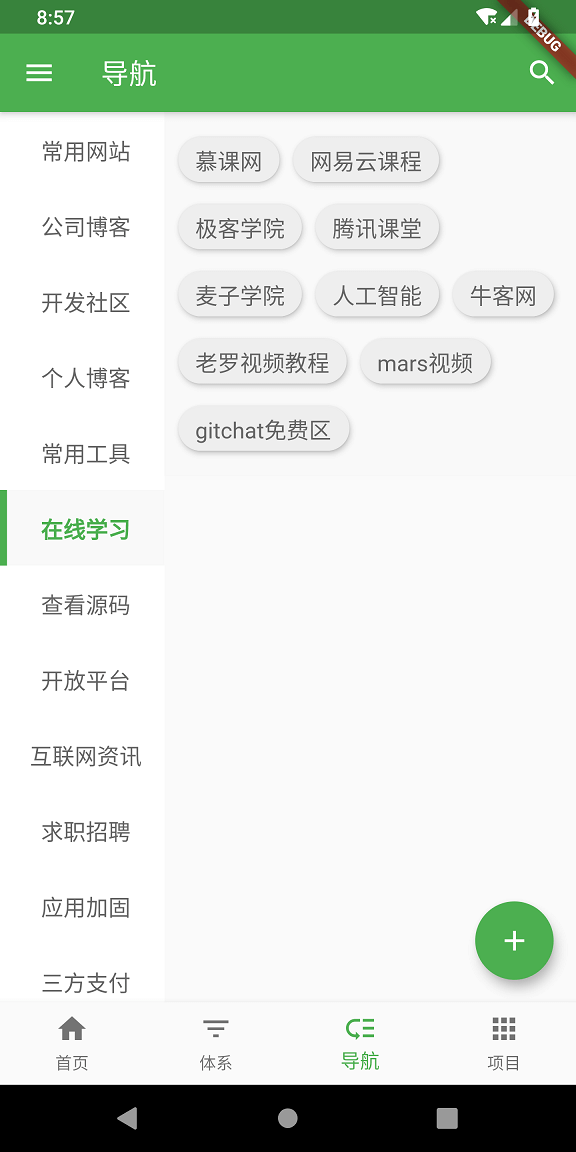 8:57
DEBUG
导航
常用网站
公司博客
开发社区
个人博客
常用工具
在线学习
查看源码
开放平台
互联网资讯
求职招聘
应用加固
三方支付
慕课网 网易云课程
极客学院 腾讯课堂
麦子学院 人工智能 牛客网
老罗视频教程 mars视频
gitchat免费区
首页 体系 导航 项目